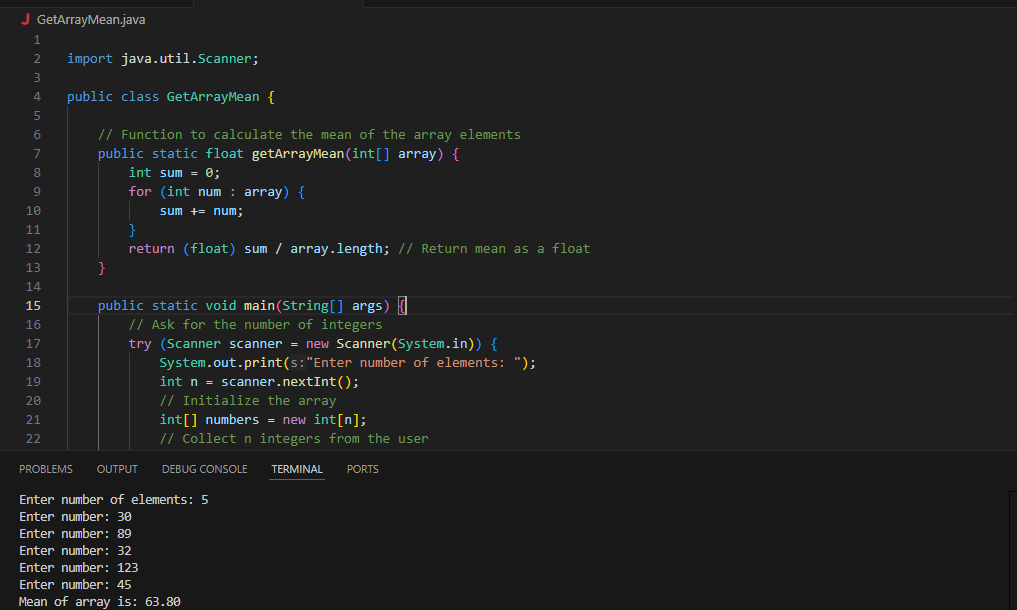 J GetArrayMean.java
1
2 import java.util.Scanner;
3
4 public class GetArrayMean {
5
6 // Function to calculate the mean of the array elements
7 public static float getArrayMean(int[] array) {
8 int sum = 0;
9 for (int num : array) {
10 sum += num;
11 }
12 return (float) sum / array.length; // Return mean as a float
13 }
14
15 public static void main(String[] args) {
16 // Ask for the number of integers
17 try (Scanner scanner = new Scanner(System.in)) {
18 System.out.print(s:"Enter number of elements: ");
19 int n = scanner.nextInt();
20 // Initialize the array
21 int[] numbers = new int[n];
22 // Collect n integers from the user
PROBLEMS OUTPUT DEBUG CONSOLE TERMINAL PORTS
Enter number of elements: 5
Enter number: 30
Enter number: 89
Enter number: 32
Enter number: 123
Enter number: 45
Mean of array is: 63.80